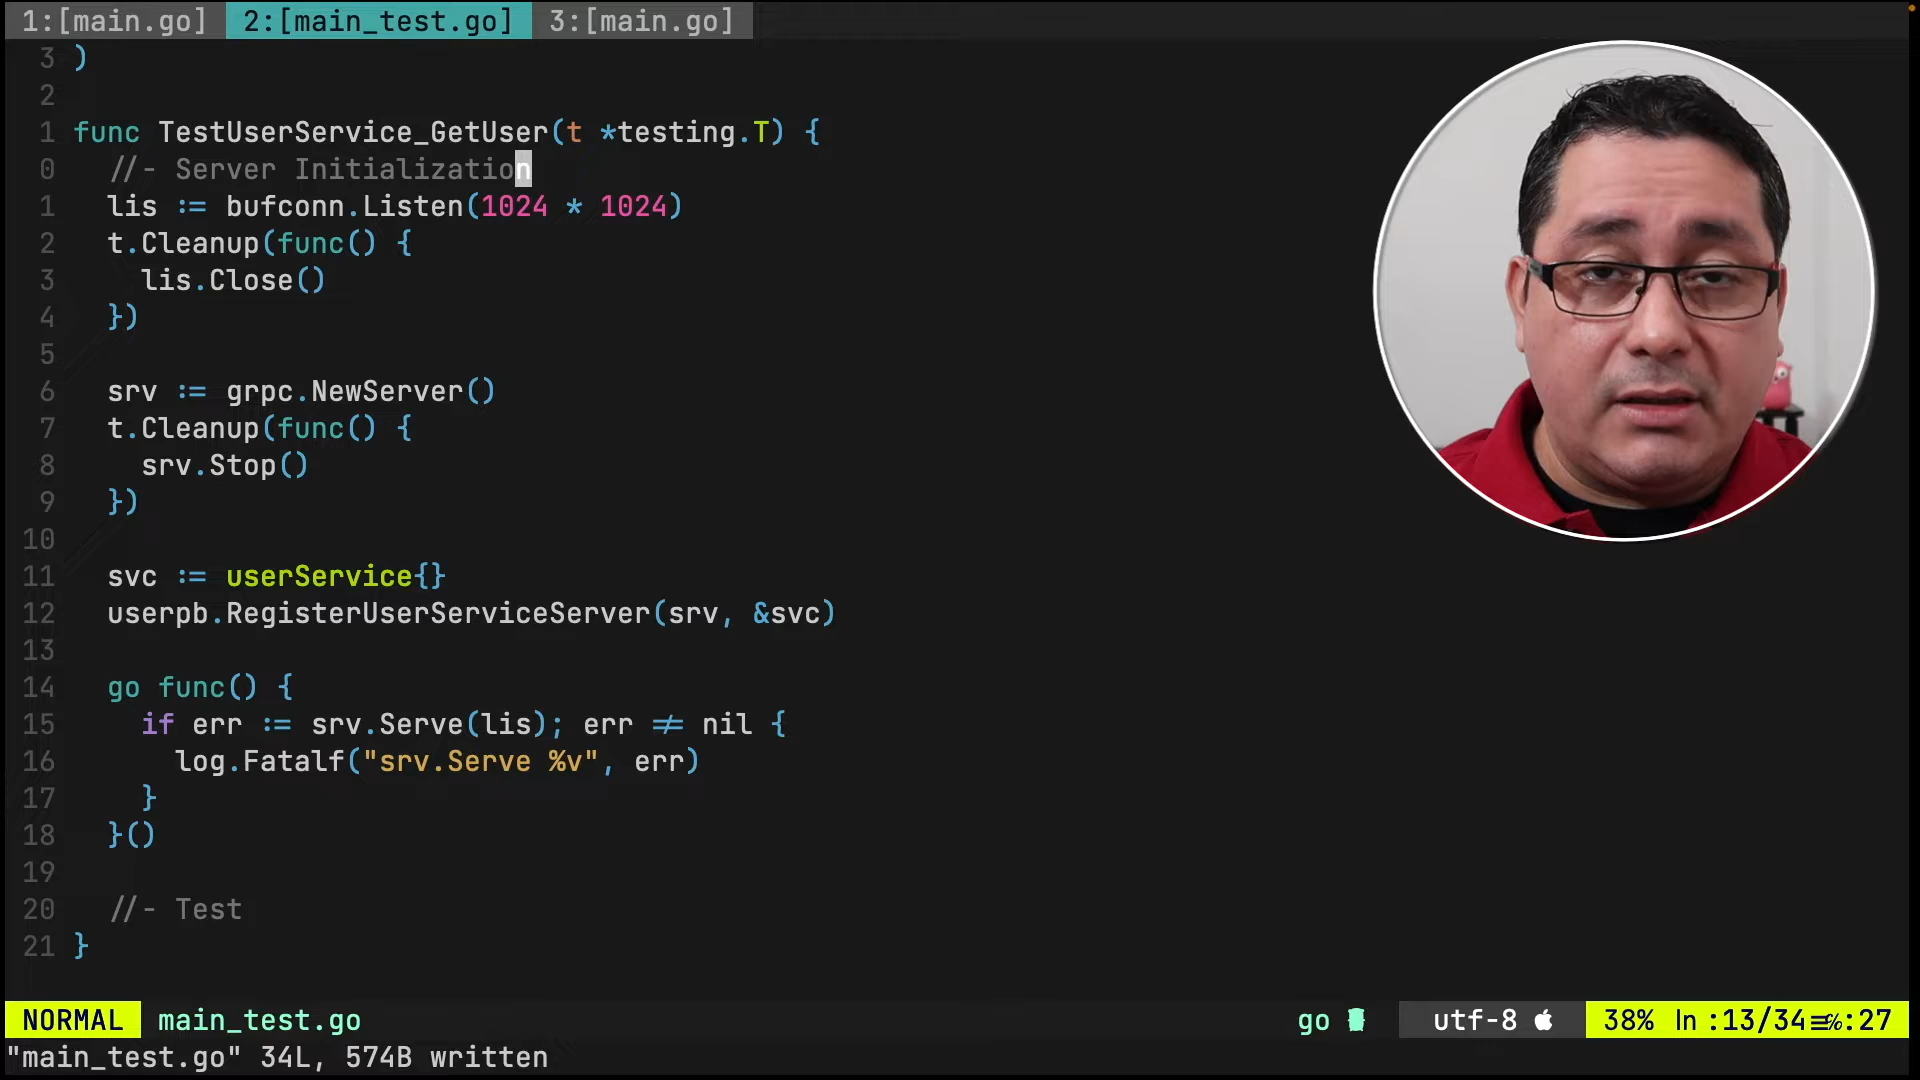 1:[main.go] 2:[main_test.go] 3:[main.go]
3 )
2
1 func TestUserService_GetUser(t *testing.T) {
0 //- Server Initialization
1 lis := bufconn.Listen(1024 * 1024)
2 t.Cleanup(func() {
3 lis.Close()
4 })
5
6 srv := grpc.NewServer()
7 t.Cleanup(func() {
8 srv.Stop()
9 })
10
11 svc := userService{}
12 userpb.RegisterUserServiceServer(srv, &svc)
13
14 go func() {
15 if err := srv.Serve(lis); err != nil {
16 log.Fatalf("srv.Serve %v", err)
17 }
18 }()
19
20 //- Test
21 }
NORMAL main_test.go go utf-8 38% ln :13/34≡%:27
"main_test.go" 34L, 574B written